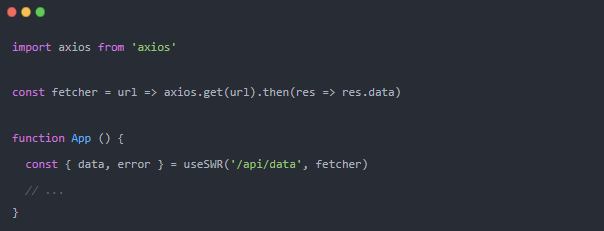 import axios from 'axios'
const fetcher = url => axios.get(url).then(res => res.data)
function App () {
  const { data, error } = useSWR('/api/data', fetcher)
  // ...
}